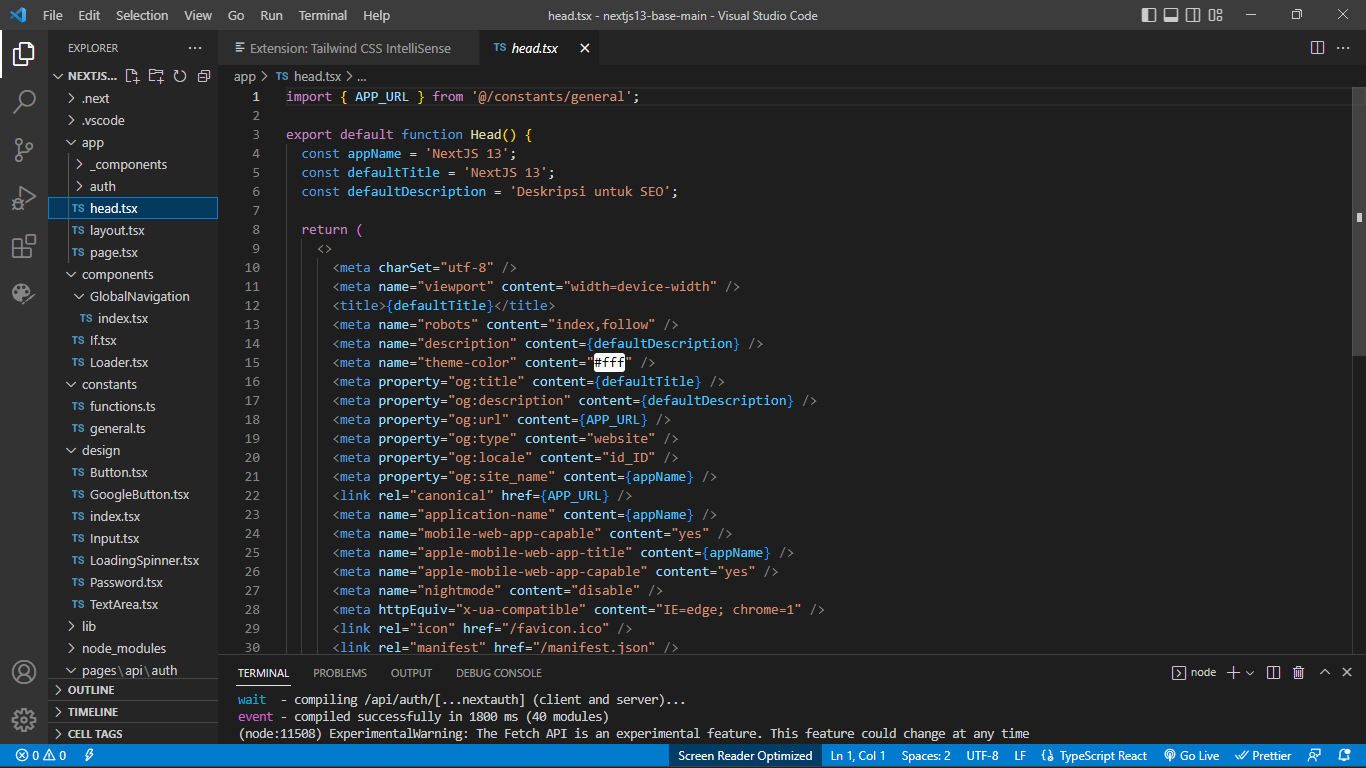 File Edit Selection View Go Run Terminal Help
head.tsx - nextjs13-base-main - Visual Studio Code
EXPLORER
NEXTJS...
.next
.vscode
app
_components
auth
TS head.tsx
TS layout.tsx
TS page.tsx
components
GlobalNavigation
TS index.tsx
TS If.tsx
TS Loader.tsx
constants
TS functions.ts
TS general.ts
design
TS Button.tsx
TS GoogleButton.tsx
TS index.tsx
TS Input.tsx
TS LoadingSpinner.tsx
TS Password.tsx
TS TextArea.tsx
lib
node_modules
pages\api\auth
OUTLINE
TIMELINE
CELL TAGS
Extension: Tailwind CSS IntelliSense
TS head.tsx
app > TS head.tsx > ...
1 import { APP_URL } from '@/constants/general';
2
3 export default function Head() {
4 const appName = 'NextJS 13';
5 const defaultTitle = 'NextJS 13';
6 const defaultDescription = 'Deskripsi untuk SEO';
7
8 return (
9 <>
10 <meta charSet="utf-8" />
11 <meta name="viewport" content="width=device-width" />
12 <title>{defaultTitle}</title>
13 <meta name="robots" content="index,follow" />
14 <meta name="description" content={defaultDescription} />
15 <meta name="theme-color" content="#fff" />
16 <meta property="og:title" content={defaultTitle} />
17 <meta property="og:description" content={defaultDescription} />
18 <meta property="og:url" content={APP_URL} />
19 <meta property="og:type" content="website" />
20 <meta property="og:locale" content="id_ID" />
21 <meta property="og:site_name" content={appName} />
22 <link rel="canonical" href={APP_URL} />
23 <meta name="application-name" content={appName} />
24 <meta name="mobile-web-app-capable" content="yes" />
25 <meta name="apple-mobile-web-app-title" content={appName} />
26 <meta name="apple-mobile-web-app-capable" content="yes" />
27 <meta name="nightmode" content="disable" />
28 <meta httpEquiv="x-ua-compatible" content="IE=edge; chrome=1" />
29 <link rel="icon" href="/favicon.ico" />
30 <link rel="manifest" href="/manifest.json" />
TERMINAL PROBLEMS OUTPUT DEBUG CONSOLE
node
wait - compiling /api/auth/[...nextauth] (client and server)...
event - compiled successfully in 1800 ms (40 modules)
(node:11508) ExperimentalWarning: The Fetch API is an experimental feature. This feature could change at any time
0 0
Screen Reader Optimized
Ln 1, Col 1
Spaces: 2
UTF-8
LF
TypeScript React
Go Live
Prettier